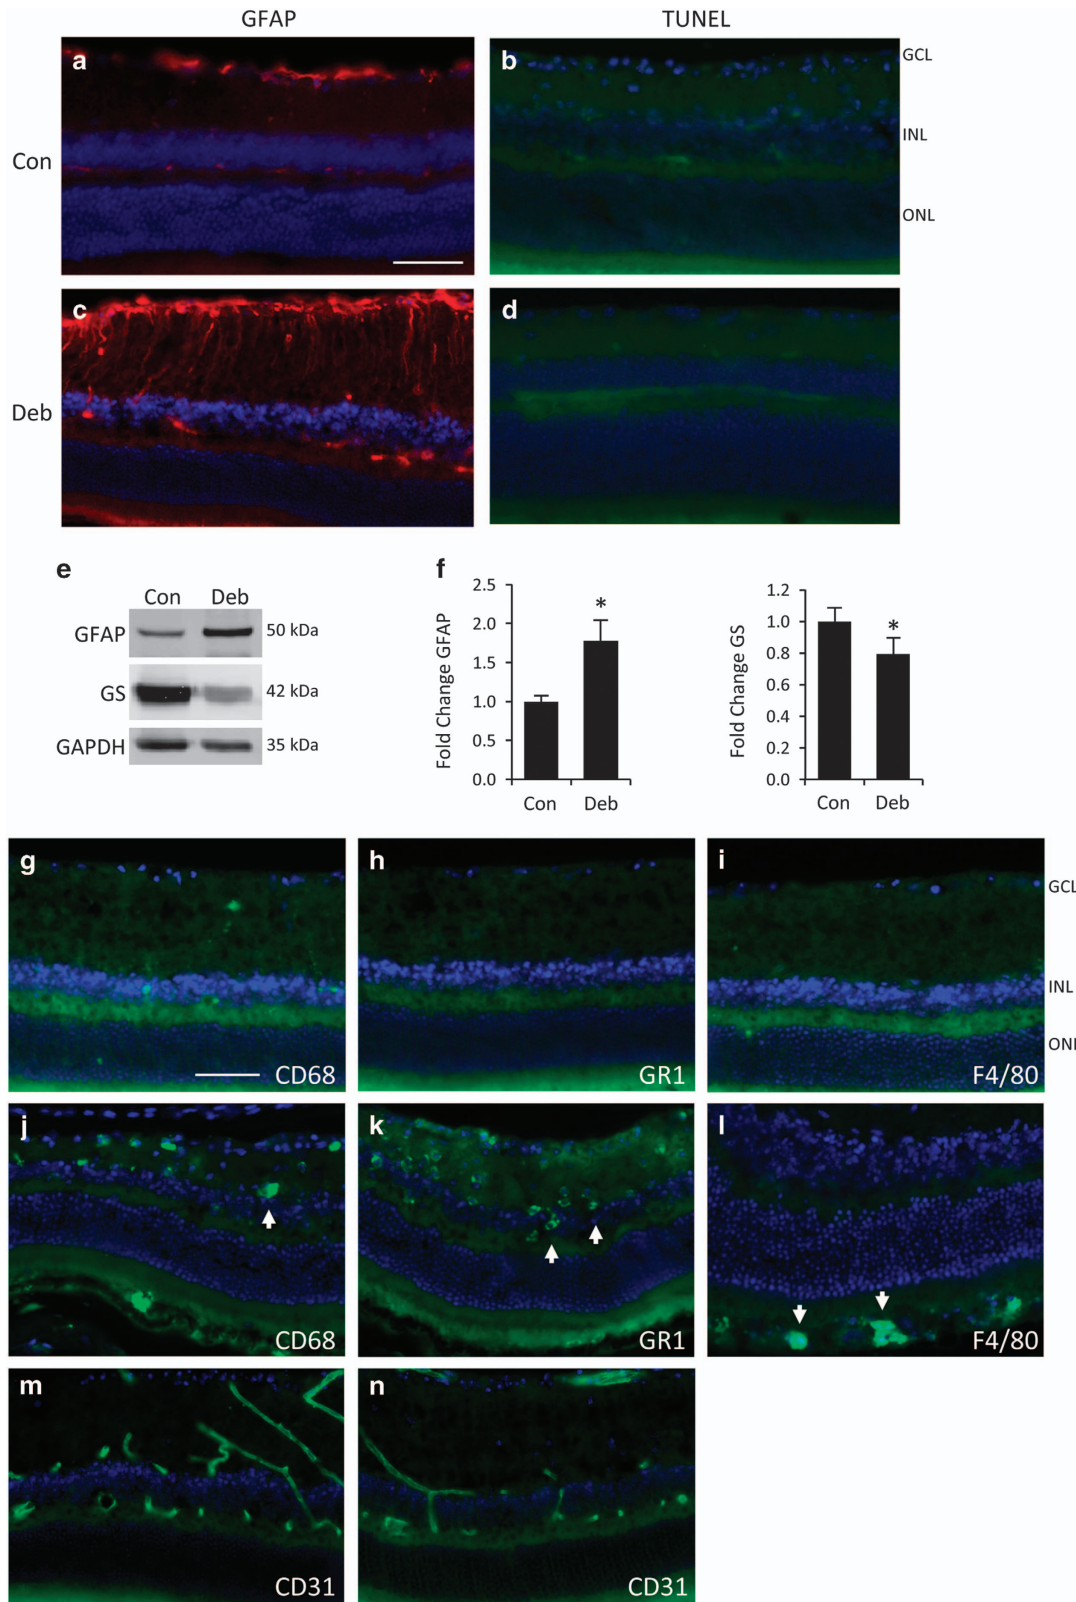 GFAP TUNEL
a b GCL
Con INL
ONL
c d
Deb
e f
Con Deb
GFAP 50 kDa
GS 42 kDa
GAPDH 35 kDa
Fold Change GFAP
2.5
2.0
1.5
1.0
0.5
0.0
*
Con Deb
Fold Change GS
1.2
1.0
0.8
0.6
0.4
0.2
0.0
*
Con Deb
g h i
GCL
INL
ONL
CD68 GR1 F4/80
j k l
CD68 GR1 F4/80
m n
CD31 CD31